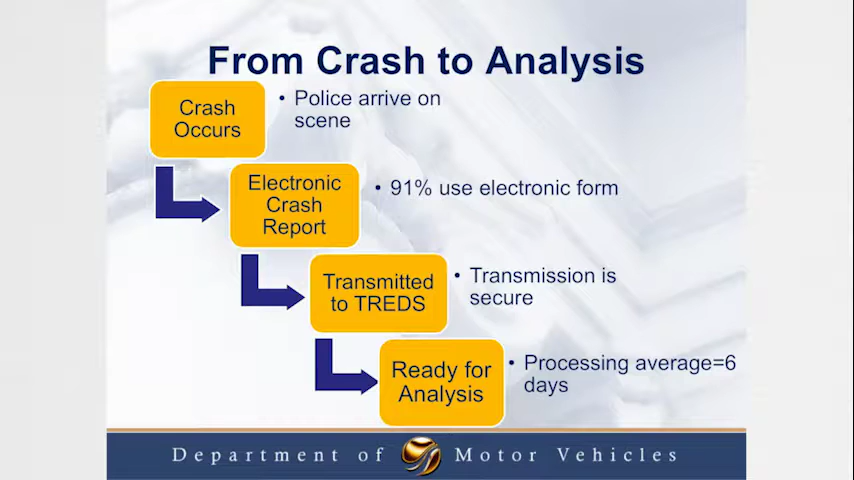 From Crash to Analysis
Crash
Occurs
• Police arrive on
scene
Electronic
Crash
Report
• 91% use electronic form
Transmitted
to TREDS
• Transmission is
secure
Ready for
Analysis
• Processing average=6
days
Department of Motor Vehicles